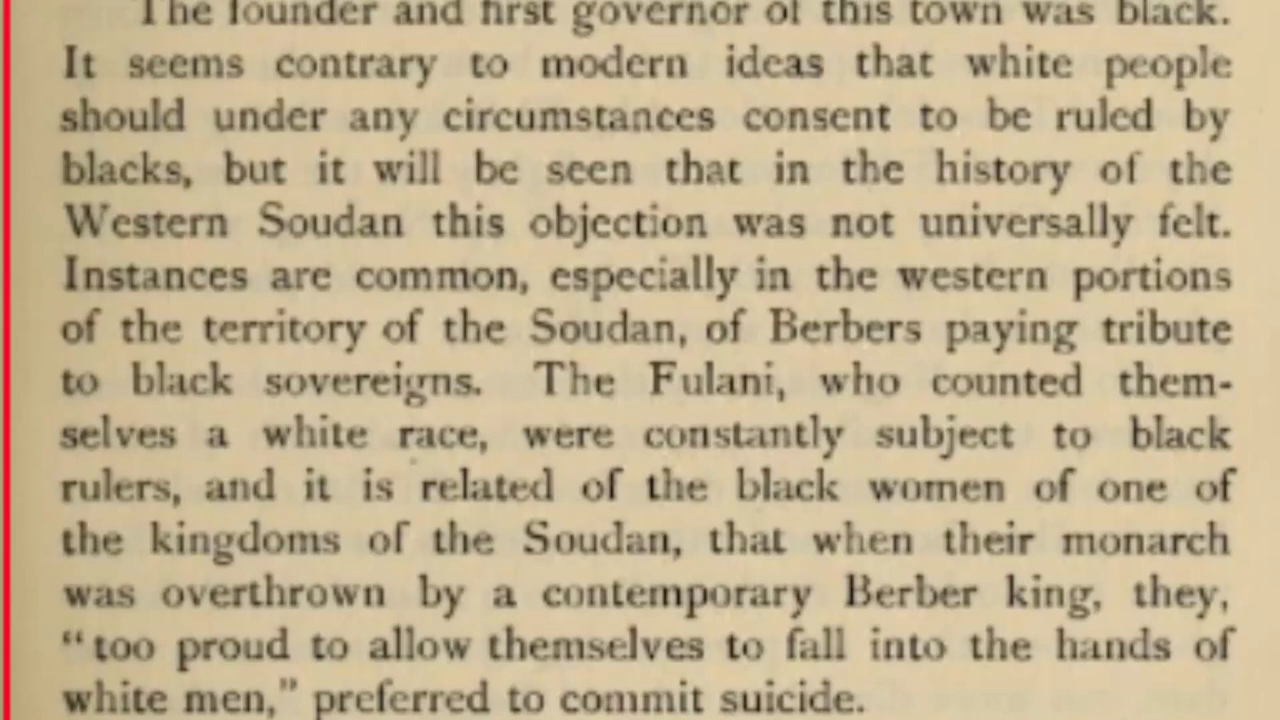 The founder and first governor of this town was black.
It seems contrary to modern ideas that white people
should under any circumstances consent to be ruled by
blacks, but it will be seen that in the history of the
Western Soudan this objection was not universally felt.
Instances are common, especially in the western portions
of the territory of the Soudan, of Berbers paying tribute
to black sovereigns. The Fulani, who counted them-
selves a white race, were constantly subject to black
rulers, and it is related of the black women of one of
the kingdoms of the Soudan, that when their monarch
was overthrown by a contemporary Berber king, they,
“too proud to allow themselves to fall into the hands of
white men,” preferred to commit suicide.